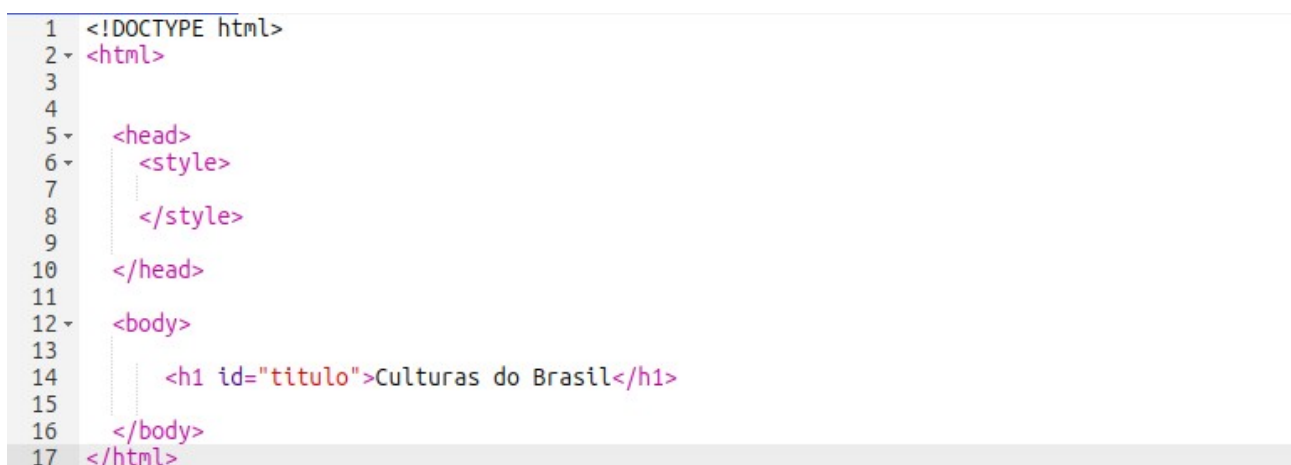 1 <!DOCTYPE html>
2 <html>
3
4
5 <head>
6 <style>
7
8 </style>
9
10 </head>
11
12 <body>
13
14 <h1 id="titulo">Culturas do Brasil</h1>
15
16 </body>
17 </html>